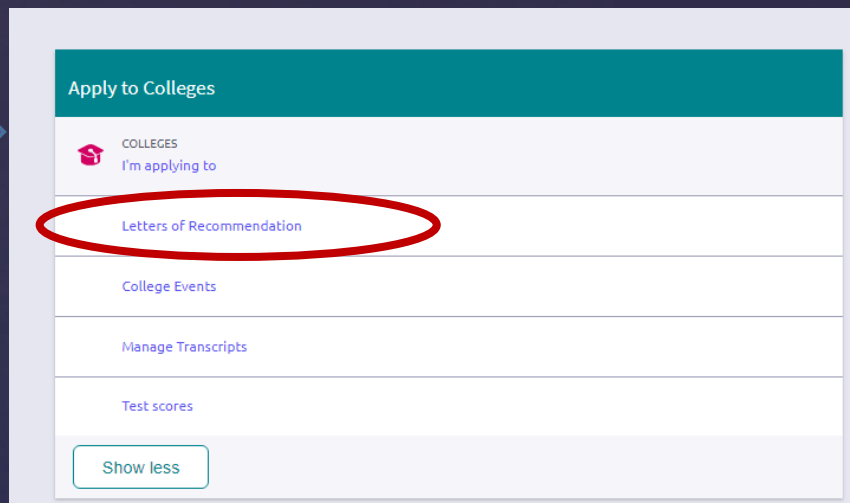 Apply to Colleges
COLLEGES
I'm applying to
Letters of Recommendation
College Events
Manage Transcripts
Test scores
Show less